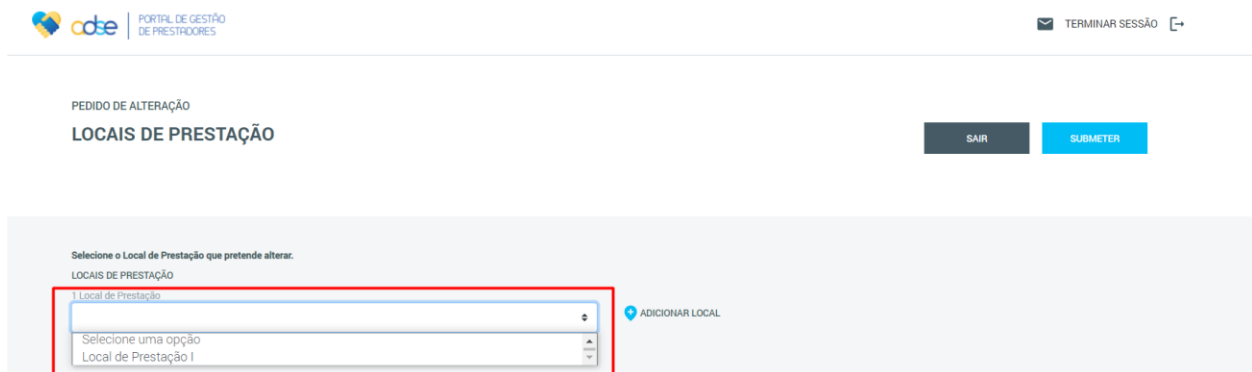 adse
PORTAL DE GESTÃO
DE PRESTADORES
TERMINAR SESSÃO
PEDIDO DE ALTERAÇÃO
LOCAIS DE PRESTAÇÃO
SAIR
SUBMETER
Selecione o Local de Prestação que pretende alterar.
LOCAIS DE PRESTAÇÃO
1 Local de Prestação
ADICIONAR LOCAL
Selecione uma opção
Local de Prestação I